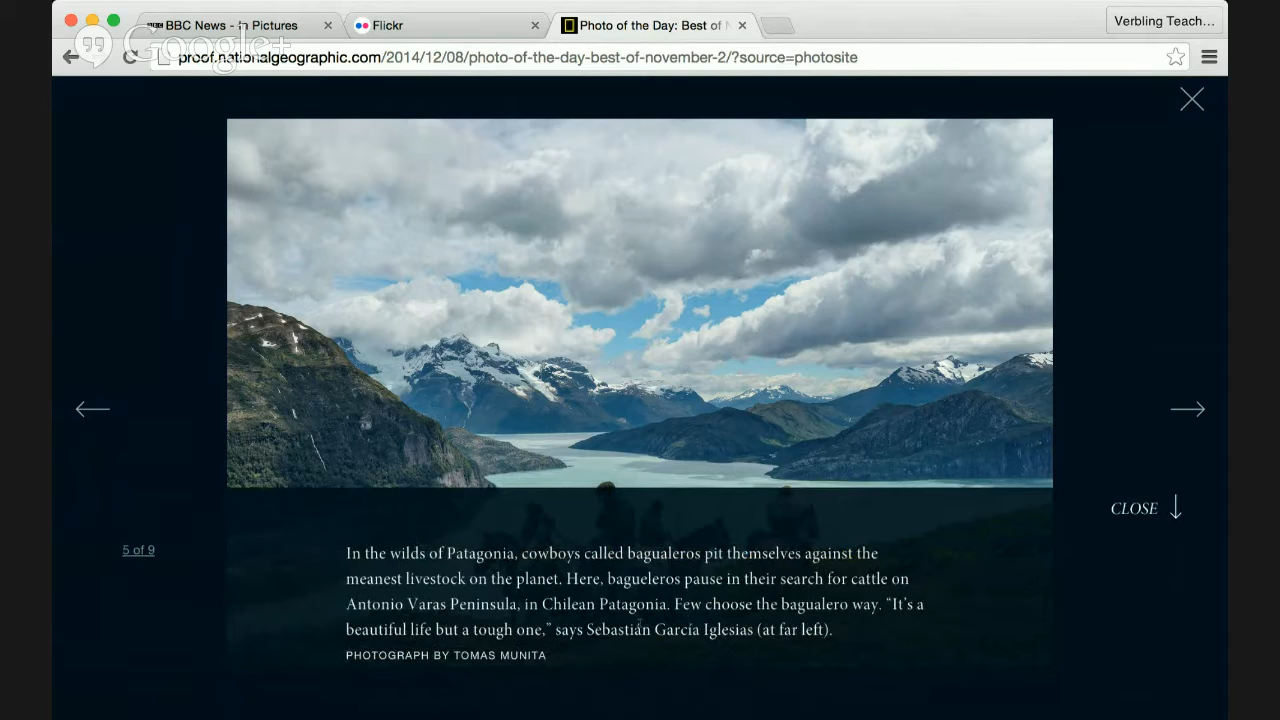 BBC News - In Pictures
Flickr
Photo of the Day: Best of N
Verbling Teach...
Google+
proof.nationalgeographic.com/2014/12/08/photo-of-the-day-best-of-november-2/?source=photosite
CLOSE
5 of 9
In the wilds of Patagonia, cowboys called bagualeros pit themselves against the
meanest livestock on the planet. Here, bagueleros pause in their search for cattle on
Antonio Varas Peninsula, in Chilean Patagonia. Few choose the bagualero way. “It’s a
beautiful life but a tough one,” says Sebastián García Iglesias (at far left).
PHOTOGRAPH BY TOMAS MUNITA